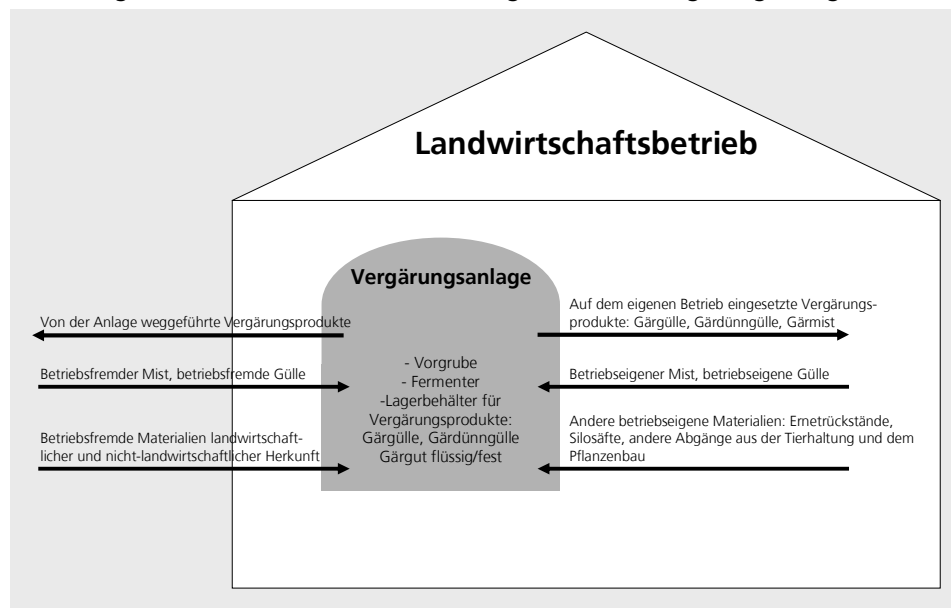 Landwirtschaftsbetrieb
Vergärungsanlage
Von der Anlage weggeführte Vergärungsprodukte
Betriebsfremder Mist, betriebsfremde Gülle
Betriebsfremde Materialien landwirtschaft-
licher und nicht-landwirtschaftlicher Herkunft
- Vorgrube
- Fermenter
-Lagerbehälter für
Vergärungsprodukte:
Gärgülle, Gärdünngülle
Gärgut flüssig/fest
Auf dem eigenen Betrieb eingesetzte Vergärungs-
produkte: Gärgülle, Gärdünngülle, Gärmist
Betriebseigener Mist, betriebseigene Gülle
Andere betriebseigene Materialien: Ernetrückstände,
Silosäfte, andere Abgänge aus der Tierhaltung und dem
Pflanzenbau